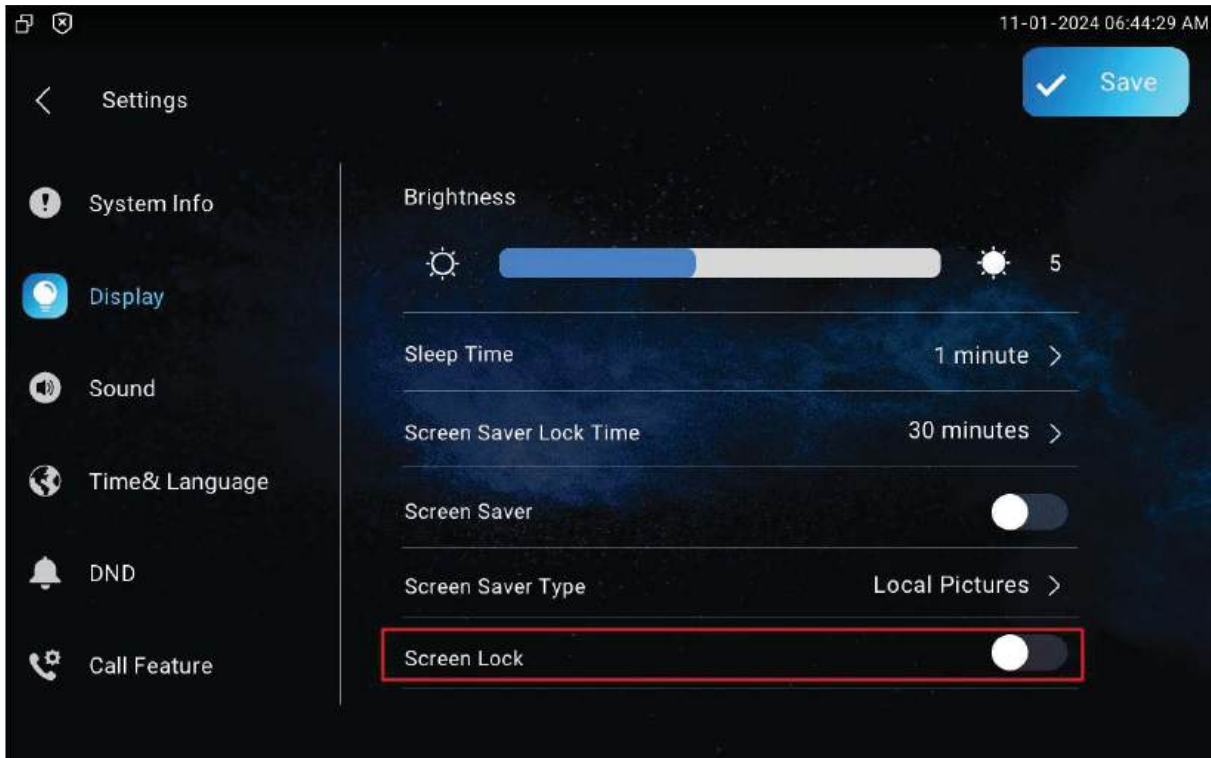 11-01-2024 06:44:29 AM
Settings
Save
System Info
Display
Sound
Time& Language
DND
Call Feature
Brightness
5
Sleep Time 1 minute
Screen Saver Lock Time 30 minutes
Screen Saver
Screen Saver Type Local Pictures
Screen Lock